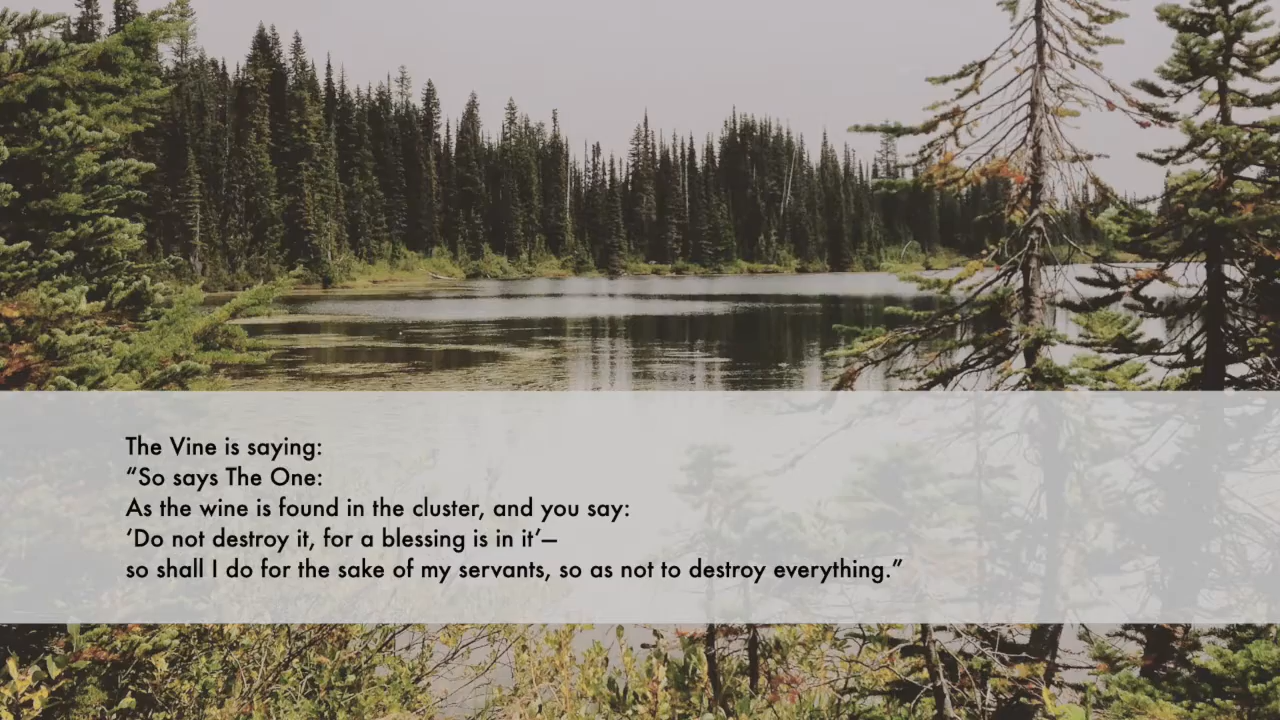 The Vine is saying:
“So says The One:
As the wine is found in the cluster, and you say:
‘Do not destroy it, for a blessing is in it’—
so shall I do for the sake of my servants, so as not to destroy everything.”